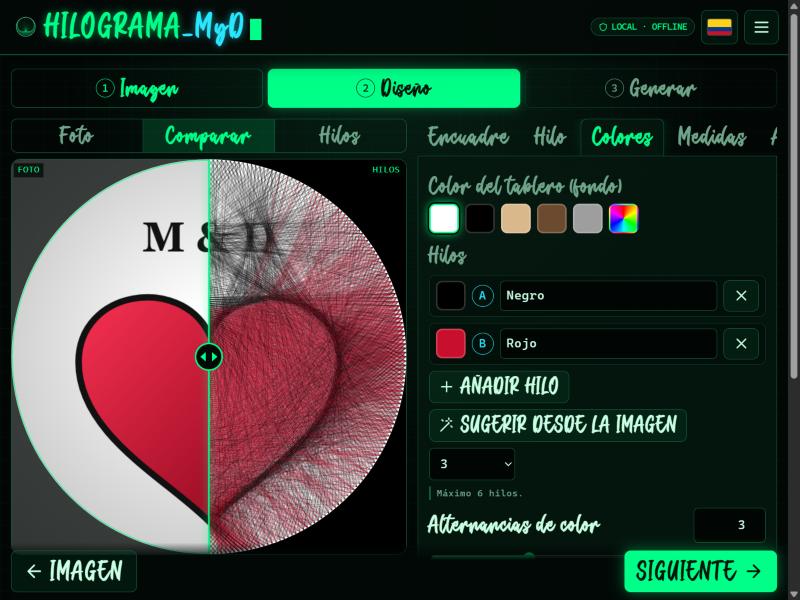 HILOGRAMA_MyD
LOCAL · OFFLINE
1 Imagen
2 Diseño
3 Generar
Foto
Comparar
Hilos
Encuadre
Hilo
Colores
Medidas
A
FOTO
HILOS
M & D
Color del tablero (fondo)
Hilos
A
Negro
B
Rojo
+ AÑADIR HILO
SUGERIR DESDE LA IMAGEN
3
Máximo 6 hilos.
Alternancias de color
3
← IMAGEN
SIGUIENTE →